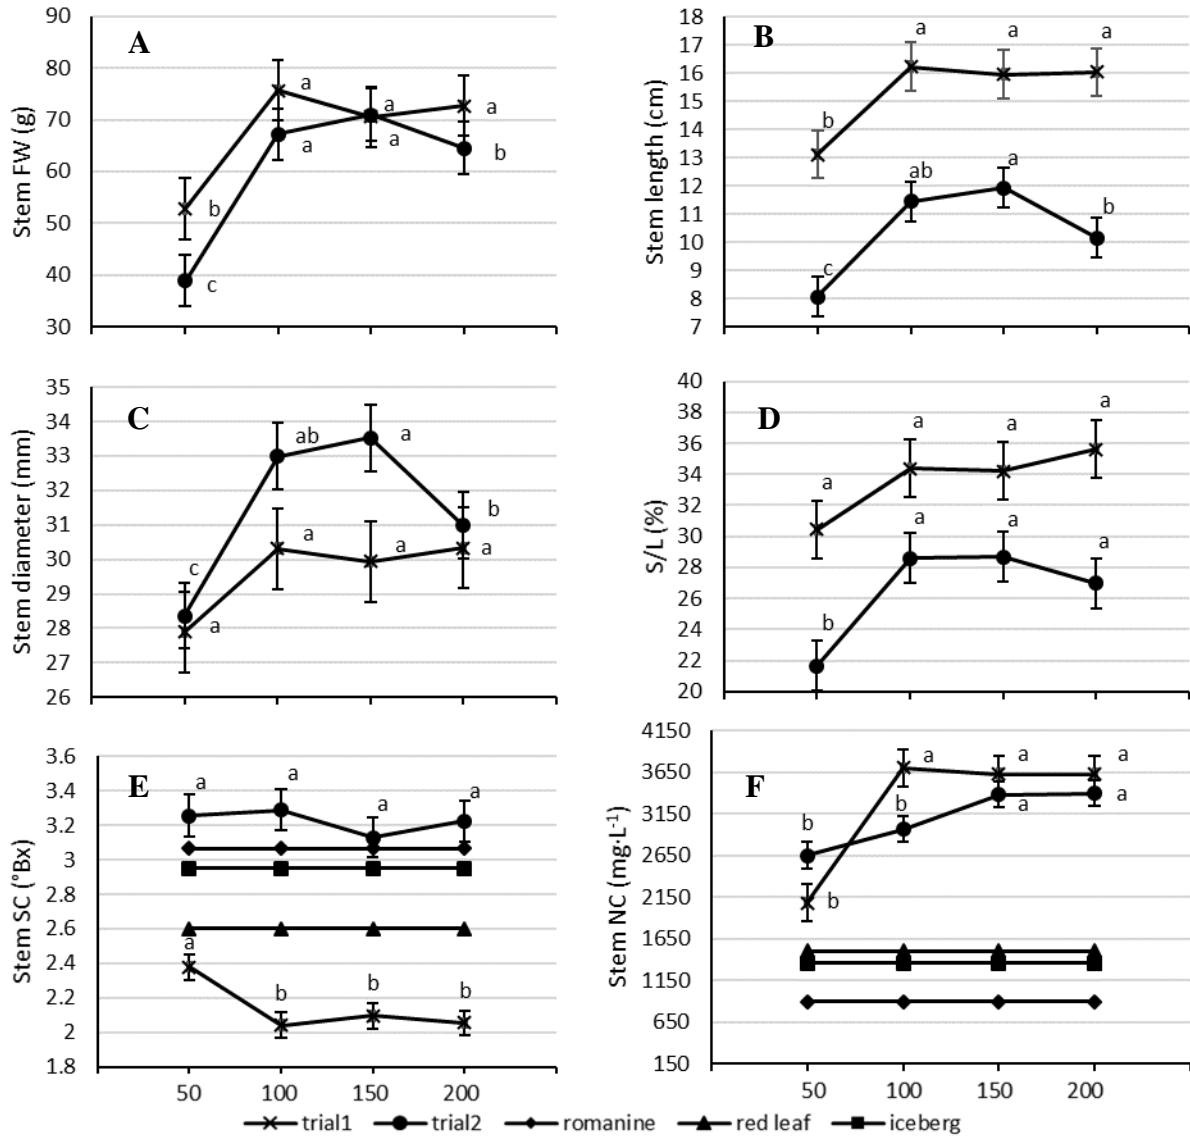 A
Stem FW (g)
90
80
70
60
50
40
30
a
a
a
b
a
a
b
c
B
Stem length (cm)
18
17
16
15
14
13
12
11
10
9
8
7
a
a
a
b
ab
a
b
c
C
Stem diameter (mm)
35
34
33
32
31
30
29
28
27
26
ab
a
b
c
a
a
a
a
D
S/L (%)
40
38
36
34
32
30
28
26
24
22
20
a
a
a
a
a
a
a
b
E
Stem SC (°Bx)
3.6
3.4
3.2
3
2.8
2.6
2.4
2.2
2
1.8
a
a
a
a
a
b
b
b
50 100 150 200
F
Stem NC (mg·L-1)
4150
3650
3150
2650
2150
1650
1150
650
150
a
a
a
b
b
a
a
b
50 100 150 200
trial1 trial2 romanine red leaf iceberg